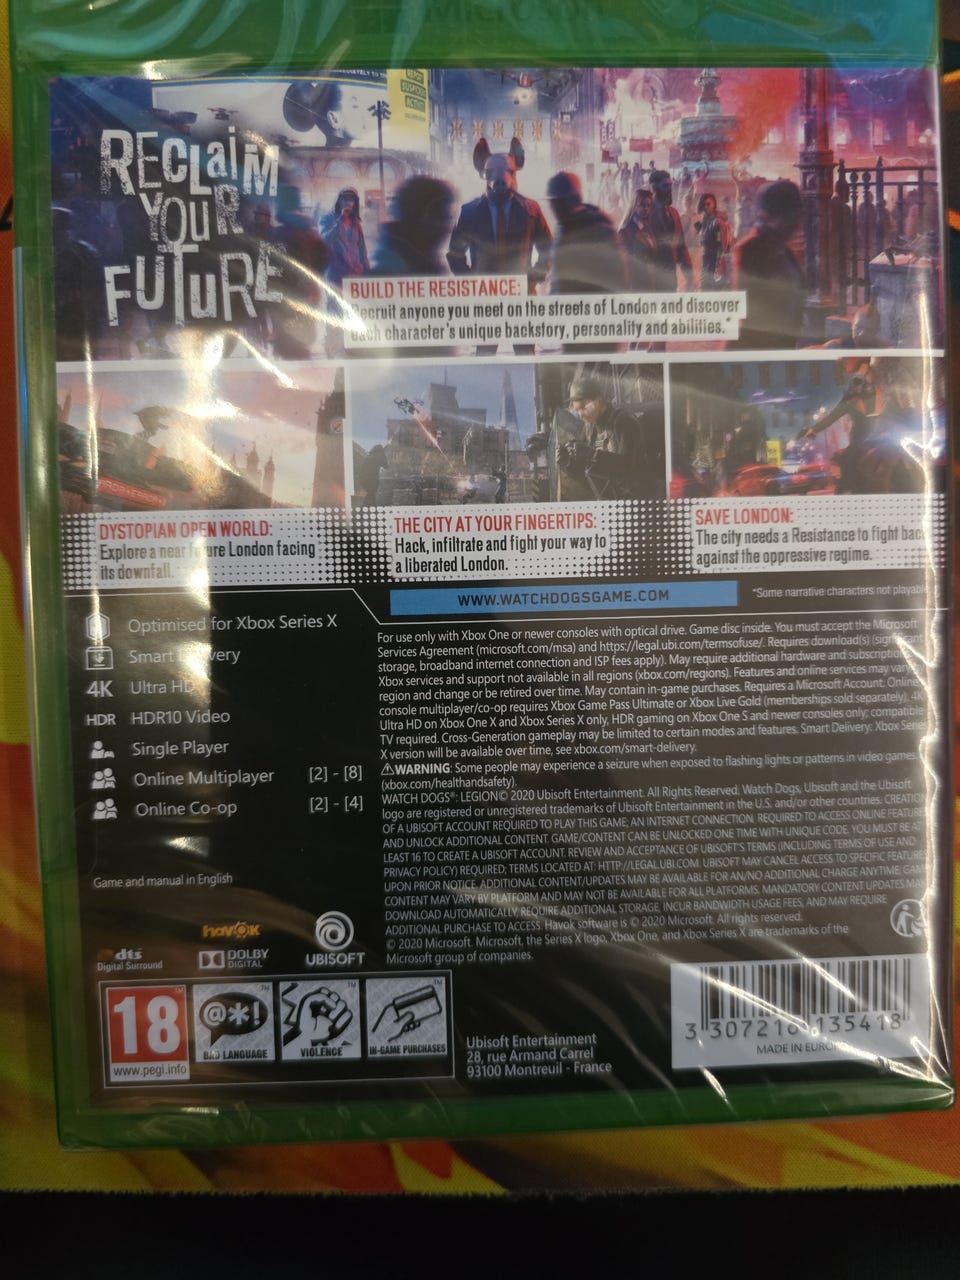 Microsoft
REPORT
SUSPICIOUS
ACTIVITY
RECLaiM
YOUR
FUTURE
BUILD THE RESISTANCE:
Recruit anyone you meet on the streets of London and discover
each character's unique backstory, personality and abilities.*
DYSTOPIAN OPEN WORLD:
Explore a near future London facing
its downfall.
THE CITY AT YOUR FINGERTIPS:
Hack, infiltrate and fight your way to
a liberated London.
SAVE LONDON:
The city needs a Resistance to fight back
against the oppressive regime.
WWW.WATCHDOGSGAME.COM
*Some narrative characters not playable
Optimised for Xbox Series X
Smart Delivery
4K Ultra HD
HDR HDR10 Video
Single Player
Online Multiplayer [2] - [8]
Online Co-op [2] - [4]
Game and manual in English
For use only with Xbox One or newer consoles with optical drive. Game disc inside. You must accept the Microsoft
Services Agreement (microsoft.com/msa) and https://legal.ubi.com/termsofuse/. Requires download(s) (significant
storage, broadband internet connection and ISP fees apply). May require additional hardware and subscriptions.
Xbox services and support not available in all regions (xbox.com/regions). Features and online services may vary
region and change or be retired over time. May contain in-game purchases. Requires a Microsoft Account. Online
console multiplayer/co-op requires Xbox Game Pass Ultimate or Xbox Live Gold (memberships sold separately). 4K
Ultra HD on Xbox One X and Xbox Series X only, HDR gaming on Xbox One S and newer consoles only; compatible
TV required. Cross-Generation gameplay may be limited to certain modes and features. Smart Delivery: Xbox Series
X version will be available over time, see xbox.com/smart-delivery.
⚠WARNING: Some people may experience a seizure when exposed to flashing lights or patterns in video games
(xbox.com/healthandsafety).
WATCH DOGS®: LEGION© 2020 Ubisoft Entertainment. All Rights Reserved. Watch Dogs, Ubisoft and the Ubisoft
logo are registered or unregistered trademarks of Ubisoft Entertainment in the U.S. and/or other countries. CREATION
OF A UBISOFT ACCOUNT REQUIRED TO PLAY THIS GAME; AN INTERNET CONNECTION. REQUIRED TO ACCESS ONLINE FEATURES
AND UNLOCK ADDITIONAL CONTENT. GAME/CONTENT CAN BE UNLOCKED ONE TIME WITH UNIQUE CODE. YOU MUST BE AT
LEAST 16 TO CREATE A UBISOFT ACCOUNT. REVIEW AND ACCEPTANCE OF UBISOFT'S TERMS (INCLUDING TERMS OF USE AND
PRIVACY POLICY) REQUIRED; TERMS LOCATED AT: HTTP://LEGAL.UBI.COM. UBISOFT MAY CANCEL ACCESS TO SPECIFIC FEATURES
UPON PRIOR NOTICE. ADDITIONAL CONTENT/UPDATES MAY BE AVAILABLE FOR AN/NO ADDITIONAL CHARGE ANYTIME. GAME
CONTENT MAY VARY BY PLATFORM AND MAY NOT BE AVAILABLE FOR ALL PLATFORMS. MANDATORY CONTENT UPDATES MAY
DOWNLOAD AUTOMATICALLY, REQUIRE ADDITIONAL STORAGE, INCUR BANDWIDTH USAGE FEES, AND MAY REQUIRE
ADDITIONAL PURCHASE TO ACCESS. Havok software is © 2020 Microsoft. All rights reserved.
© 2020 Microsoft. Microsoft, the Series X logo, Xbox One, and Xbox Series X are trademarks of the
Microsoft group of companies.
havok
dts
Digital Surround
DOLBY
DIGITAL
UBISOFT
18
www.pegi.info
@*!
BAD LANGUAGE
VIOLENCE
IN-GAME PURCHASES
Ubisoft Entertainment
28, rue Armand Carrel
93100 Montreuil - France
3 307216 135418
MADE IN EUROPE